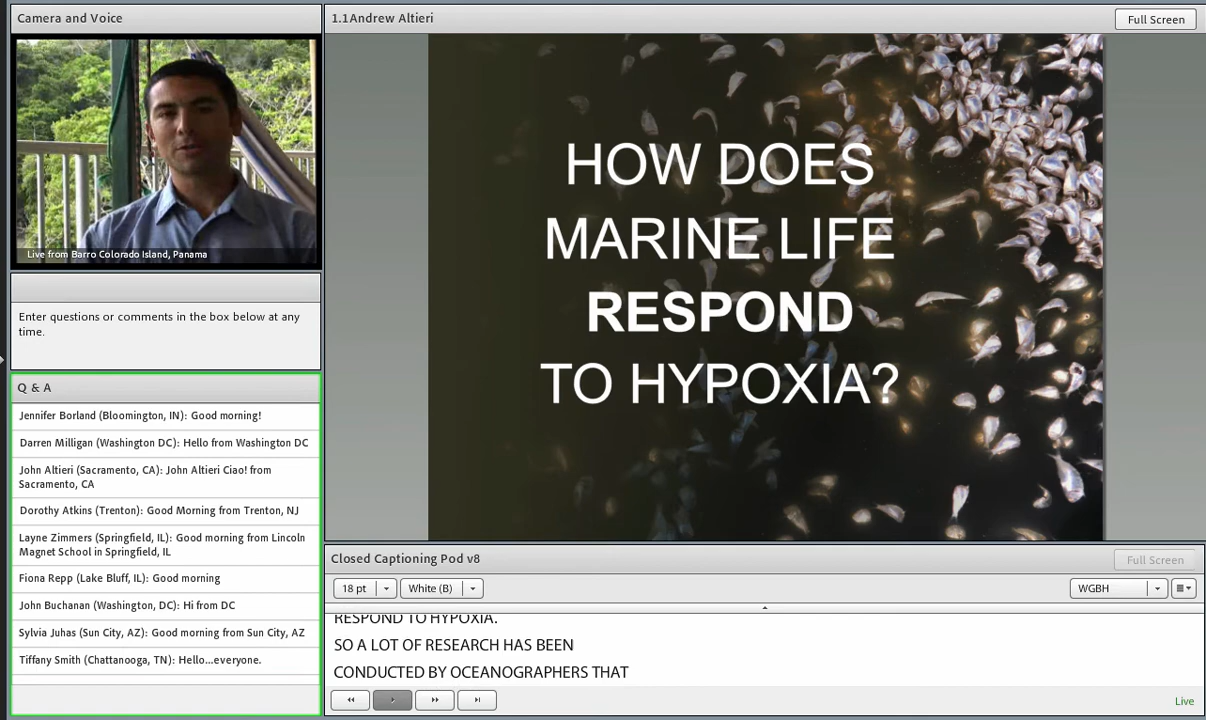 Camera and Voice
Live from Barro Colorado Island, Panama
Enter questions or comments in the box below at any
time.
Q & A
Jennifer Borland (Bloomington, IN): Good morning!
Darren Milligan (Washington DC): Hello from Washington DC
John Altieri (Sacramento, CA): John Altieri Ciao! from
Sacramento, CA
Dorothy Atkins (Trenton): Good Morning from Trenton, NJ
Layne Zimmers (Springfield, IL): Good morning from Lincoln
Magnet School in Springfield, IL
Fiona Repp (Lake Bluff, IL): Good morning
John Buchanan (Washington, DC): Hi from DC
Sylvia Juhas (Sun City, AZ): Good morning from Sun City, AZ
Tiffany Smith (Chattanooga, TN): Hello...everyone.
1.1Andrew Altieri
Full Screen
HOW DOES
MARINE LIFE
RESPOND
TO HYPOXIA?
Closed Captioning Pod v8
Full Screen
18 pt
White (B)
WGBH
RESPOND TO HYPOXIA.
SO A LOT OF RESEARCH HAS BEEN
CONDUCTED BY OCEANOGRAPHERS THAT
Live